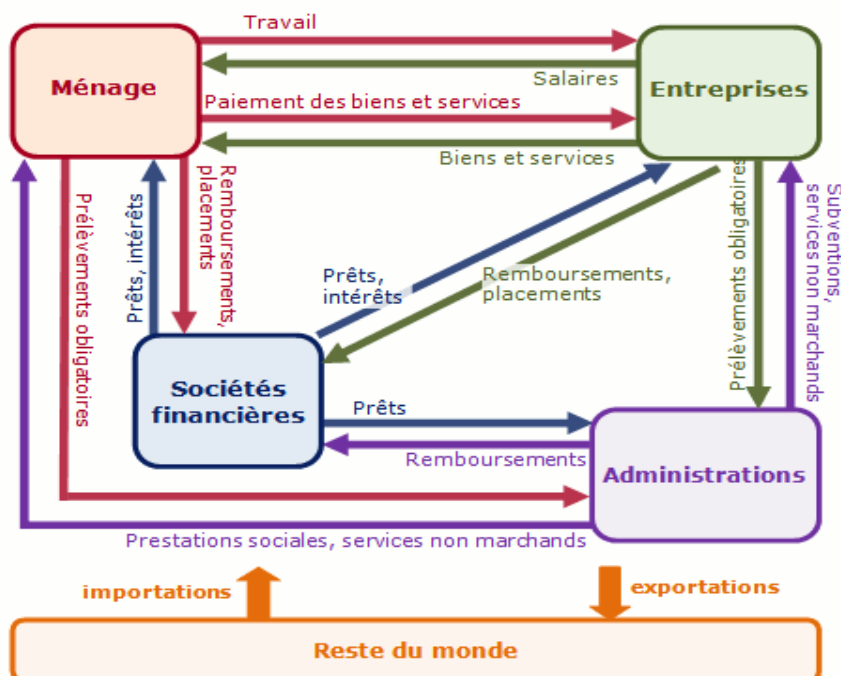 Travail
Ménage
Salaires
Entreprises
Paiement des biens et services
Biens et services
Prélèvements obligatoires
Prêts, intérêts
Remboursements,
placements
Prêts,
intérêts
Remboursements,
placements
Prélèvements obligatoires
Subventions,
services non marchands
Sociétés
financières
Prêts
Remboursements
Administrations
Prestations sociales, services non marchands
importations
exportations
Reste du monde